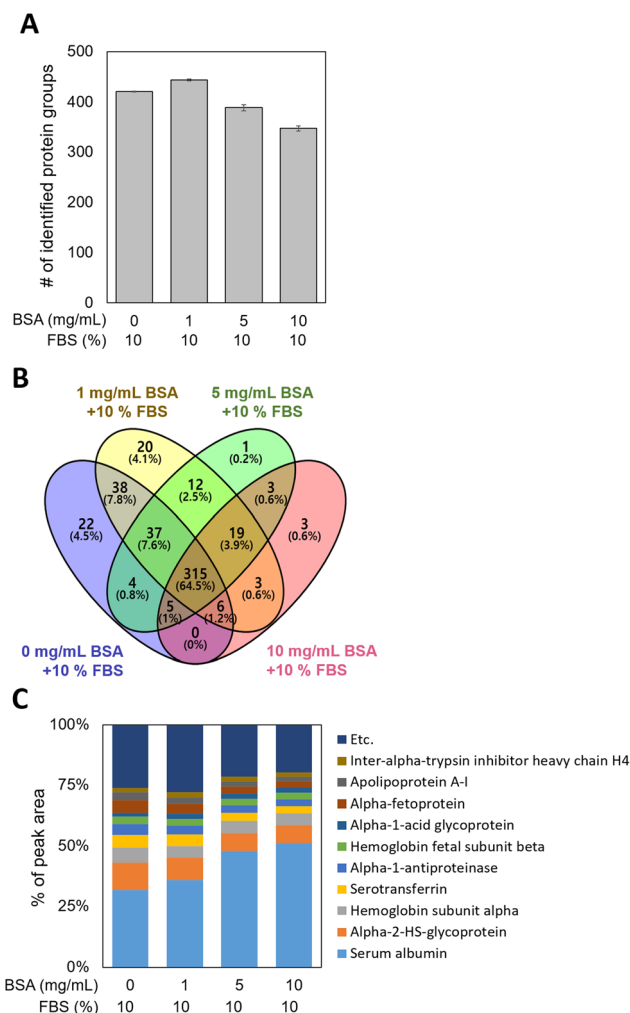 A
# of identified protein groups
500
400
300
200
100
0
BSA (mg/mL) 0 1 5 10
FBS (%) 10 10 10 10
B
1 mg/mL BSA
+10 % FBS
5 mg/mL BSA
+10 % FBS
20
(4.1%)
1
(0.2%)
38
(7.8%)
12
(2.5%)
3
(0.6%)
22
(4.5%)
37
(7.6%)
19
(3.9%)
3
(0.6%)
315
(64.5%)
4
(0.8%)
3
(0.6%)
5
(1%)
6
(1.2%)
0
(0%)
0 mg/mL BSA
+10 % FBS
10 mg/mL BSA
+10 % FBS
C
% of peak area
100%
75%
50%
25%
0%
BSA (mg/mL) 0 1 5 10
FBS (%) 10 10 10 10
Etc.
Inter-alpha-trypsin inhibitor heavy chain H4
Apolipoprotein A-I
Alpha-fetoprotein
Alpha-1-acid glycoprotein
Hemoglobin fetal subunit beta
Alpha-1-antiproteinase
Serotransferrin
Hemoglobin subunit alpha
Alpha-2-HS-glycoprotein
Serum albumin